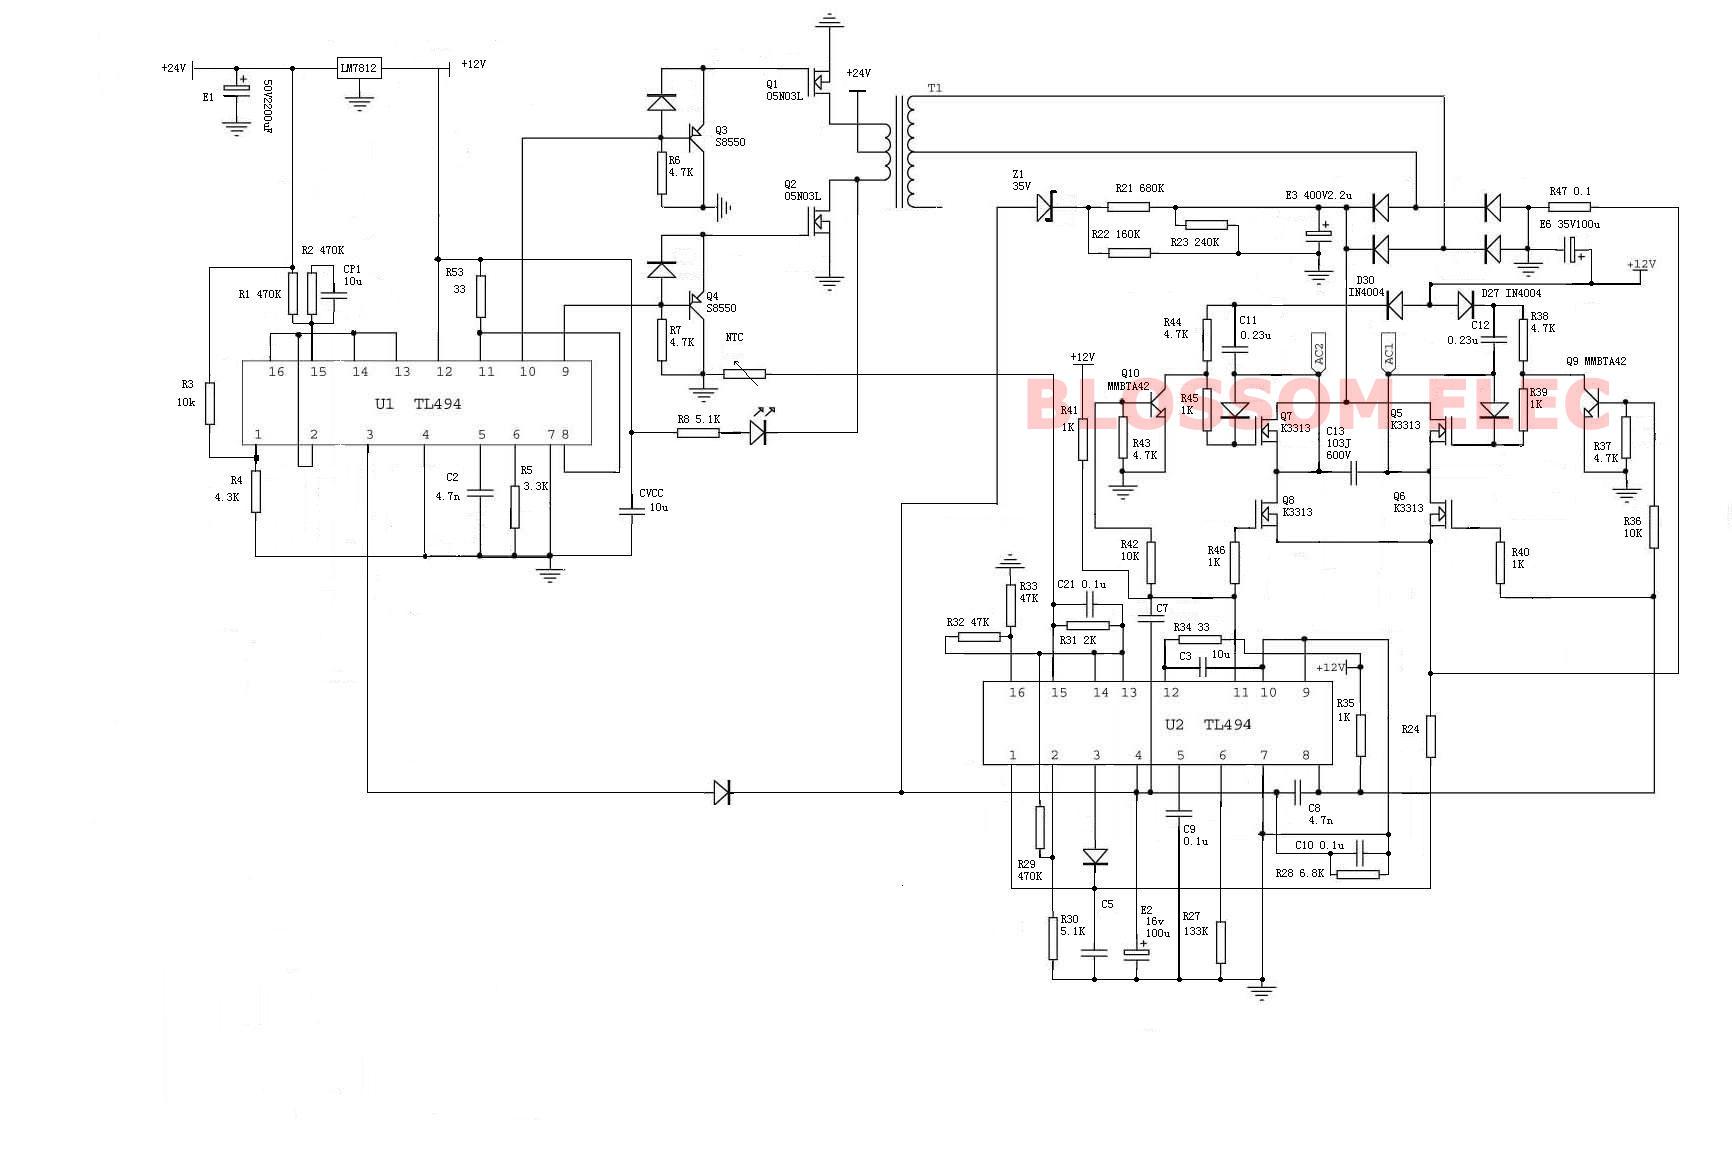 +24V
LM7812
+12V
E1
50V2200uF
Q1
05N03L
+24V
T1
Q3
S8550
R6
4.7K
Q2
05N03L
Z1
35V
R21 680K
E3 400V2.2u
R47 0.1
R22 160K
R23 240K
E6 35V100u
+12V
R2 470K
CP1
10u
R1 470K
R53
33
Q4
S8550
R7
4.7K
NTC
D30
IN4004
D27 IN4004
R44
4.7K
C11
0.23u
AC2
AC1
C12
0.23u
R38
4.7K
16 15 14 13 12 11 10 9
U1 TL494
1 2 3 4 5 6 7 8
R3
10k
R8 5.1K
+12V
Q10
MMBTA42
Q9 MMBTA42
BLOSSOM ELEC
R41
1K
R45
1K
R43
4.7K
Q7
K3313
C13
103J
600V
Q5
K3313
R39
1K
R37
4.7K
R4
4.3K
C2
4.7n
R5
3.3K
CVCC
10u
Q8
K3313
Q6
K3313
R36
10K
R42
10K
R46
1K
R40
1K
R33
47K
C21 0.1u
C7
R32 47K
R31 2K
R34 33
C3 10u
+12V
16 15 14 13 12 11 10 9
U2 TL494
1 2 3 4 5 6 7 8
R35
1K
R24
C8
4.7n
C9
0.1u
C10 0.1u
R28 6.8K
R29
470K
R30
5.1K
C5
E2
16v
100u
R27
133K